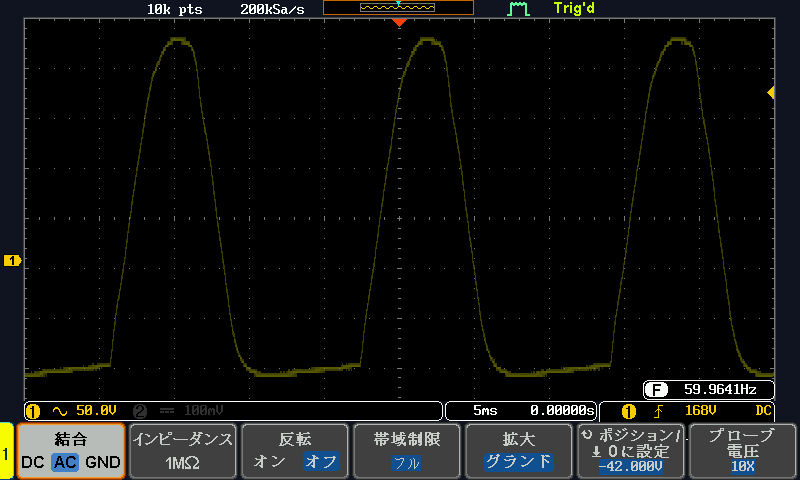 10k pts 200kSa/s Trig'd
1
F 59.9641Hz
1 50.0V 2 100mV 5ms 0.00000s 1 168V DC
1
結合
DC AC GND
インピーダンス
1MΩ
反転
オン オフ
帯域制限
フル
拡大
グランド
ポジション/
0に設定
-42.000V
プローブ
電圧
10X